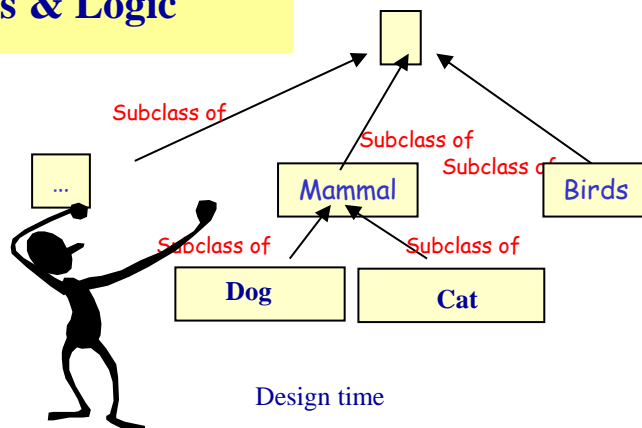 s & Logic
Subclass of
Subclass of
Subclass of
...
Mammal
Birds
Subclass of
Subclass of
Dog
Cat
Design time